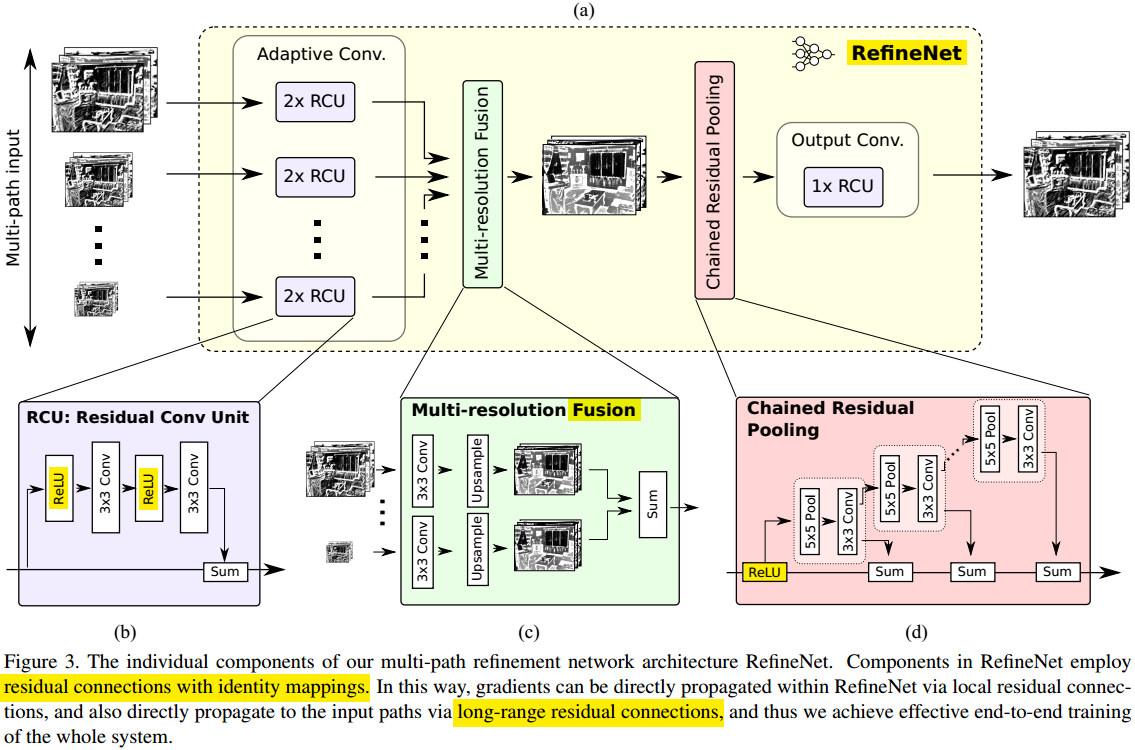 (a)
Multi-path input
Adaptive Conv.
2x RCU
2x RCU
2x RCU
Multi-resolution Fusion
Chained Residual Pooling
RefineNet
Output Conv.
1x RCU
RCU: Residual Conv Unit
ReLU
3x3 Conv
ReLU
3x3 Conv
Sum
Multi-resolution Fusion
3x3 Conv
Upsample
3x3 Conv
Upsample
Sum
Chained Residual
Pooling
5x5 Pool
3x3 Conv
5x5 Pool
3x3 Conv
5x5 Pool
3x3 Conv
ReLU
Sum
Sum
Sum
(b)
(c)
(d)
Figure 3. The individual components of our multi-path refinement network architecture RefineNet. Components in RefineNet employ
residual connections with identity mappings. In this way, gradients can be directly propagated within RefineNet via local residual connec-
tions, and also directly propagate to the input paths via long-range residual connections, and thus we achieve effective end-to-end training
of the whole system.